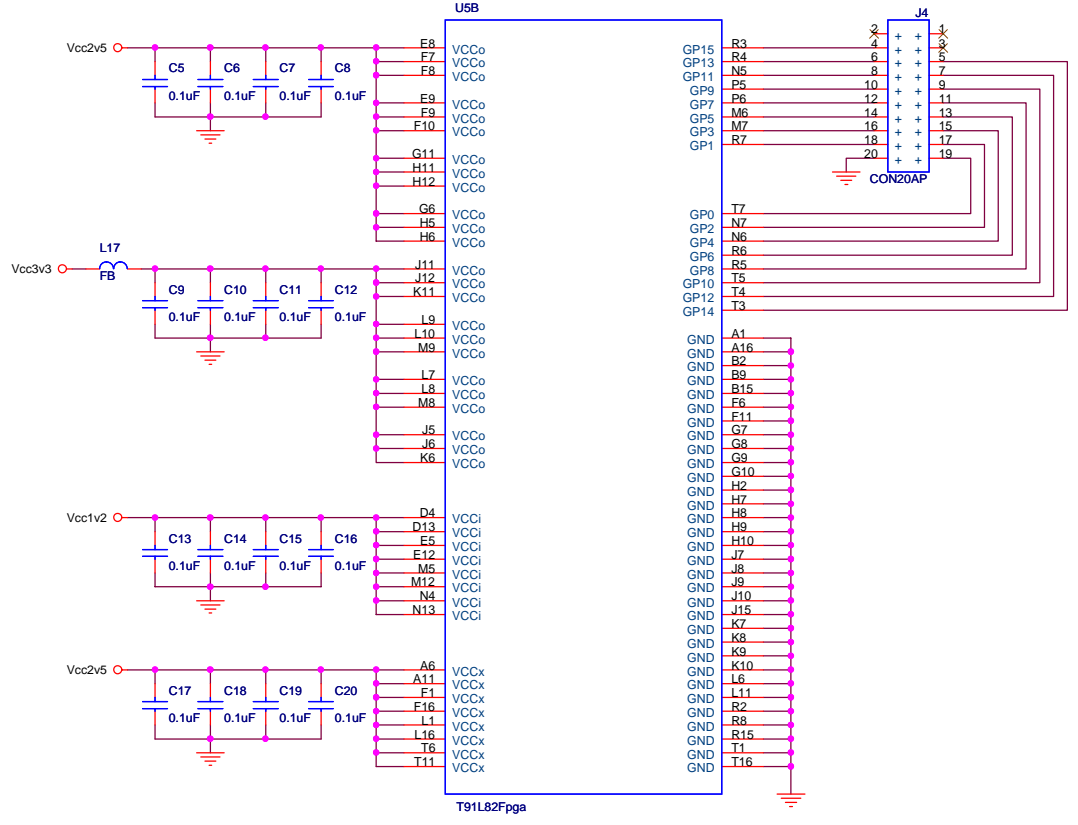 U5B
J4
Vcc2v5
C5 C6 C7 C8
0.1uF 0.1uF 0.1uF 0.1uF
E8 VCCo
F7 VCCo
F8 VCCo
E9 VCCo
F9 VCCo
F10 VCCo
G11 VCCo
H11 VCCo
H12 VCCo
G6 VCCo
H5 VCCo
H6 VCCo
Vcc3v3
L17
FB
C9 C10 C11 C12
0.1uF 0.1uF 0.1uF 0.1uF
J11 VCCo
J12 VCCo
K11 VCCo
L9 VCCo
L10 VCCo
M9 VCCo
L7 VCCo
L8 VCCo
M8 VCCo
J5 VCCo
J6 VCCo
K6 VCCo
Vcc1v2
C13 C14 C15 C16
0.1uF 0.1uF 0.1uF 0.1uF
D4 VCCi
D13 VCCi
E5 VCCi
E12 VCCi
M5 VCCi
M12 VCCi
N4 VCCi
N13 VCCi
Vcc2v5
C17 C18 C19 C20
0.1uF 0.1uF 0.1uF 0.1uF
A6 VCCx
A11 VCCx
F1 VCCx
F16 VCCx
L1 VCCx
L16 VCCx
T6 VCCx
T11 VCCx
GP15 R3
GP13 R4
GP11 N5
GP9 P5
GP7 P6
GP5 M6
GP3 M7
GP1 R7
2 + + 1
4 + + 3
6 + + 5
8 + + 7
10 + + 9
12 + + 11
14 + + 13
16 + + 15
18 + + 17
20 + + 19
CON20AP
GP0 T7
GP2 N7
GP4 N6
GP6 R6
GP8 R5
GP10 T5
GP12 T4
GP14 T3
GND A1
GND A16
GND B2
GND B9
GND B15
GND F6
GND F11
GND G7
GND G8
GND G9
GND G10
GND H2
GND H7
GND H8
GND H9
GND H10
GND J7
GND J8
GND J9
GND J10
GND J15
GND K7
GND K8
GND K9
GND K10
GND L6
GND L11
GND R2
GND R8
GND R15
GND T1
GND T16
T91L82Fpga